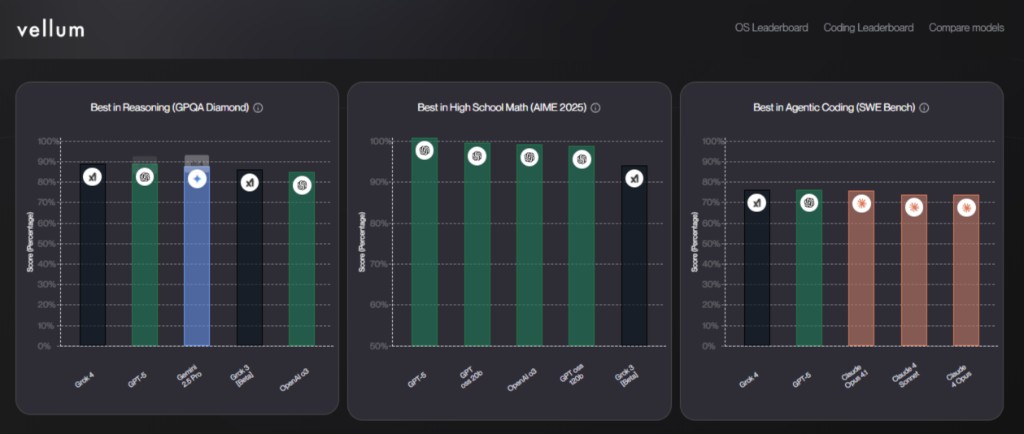 vellum
OS Leaderboard
Coding Leaderboard
Compare models
Best in Reasoning (GPQA Diamond)
Score (Percentage)
100%
90%
80%
70%
60%
50%
40%
30%
20%
10%
0%
Grok 4
GPT-5
Gemini
2.5 Pro
Grok 3
[Beta]
OpenAI o3
Best in High School Math (AIME 2025)
Score (Percentage)
100%
90%
70%
60%
50%
GPT-5
GPT
oss 20b
OpenAI o3
GPT oss
120b
Grok 3
[Beta]
Best in Agentic Coding (SWE Bench)
Score (Percentage)
100%
90%
80%
70%
60%
50%
40%
30%
20%
10%
0%
Grok 4
GPT-5
Claude
Opus 4.1
Claude 4
Sonnet
Claude
4 Opus